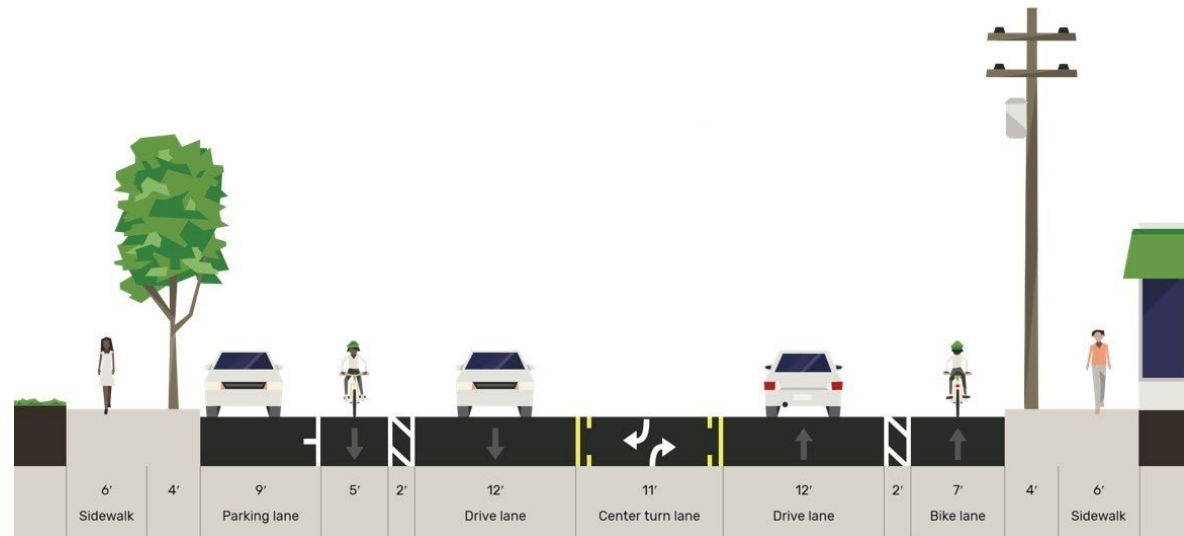 6′ 4′ 9′ 5′ 2′ 12′ 11′ 12′ 2′ 7′ 4′ 6′
Sidewalk Parking lane Drive lane Center turn lane Drive lane Bike lane Sidewalk